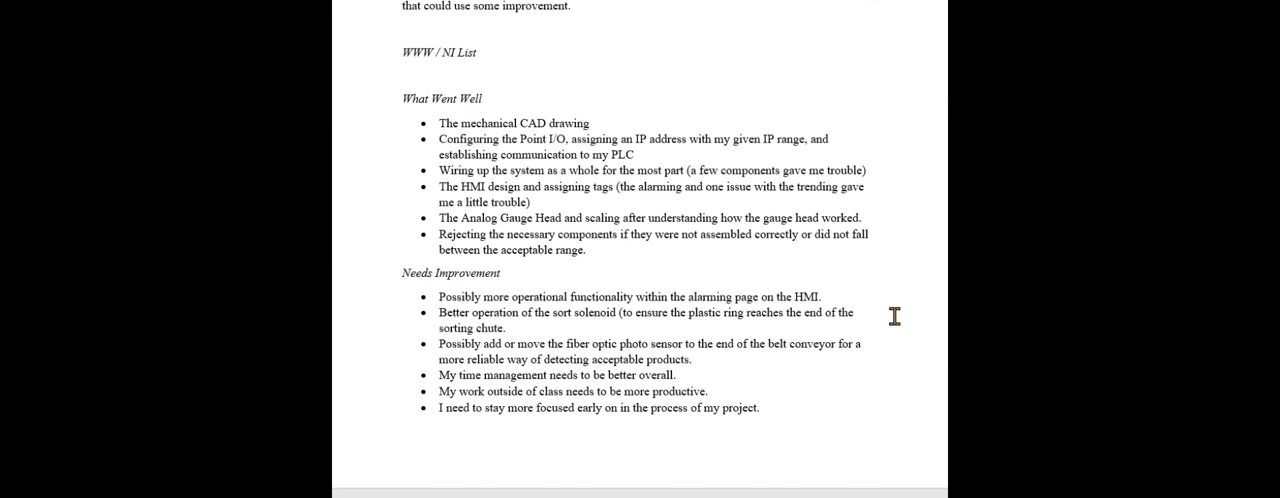 that could use some improvement.
WWW / NI List
What Went Well
• The mechanical CAD drawing
• Configuring the Point I/O, assigning an IP address with my given IP range, and
establishing communication to my PLC
• Wiring up the system as a whole for the most part (a few components gave me trouble)
• The HMI design and assigning tags (the alarming and one issue with the trending gave
me a little trouble)
• The Analog Gauge Head and scaling after understanding how the gauge head worked.
• Rejecting the necessary components if they were not assembled correctly or did not fall
between the acceptable range.
Needs Improvement
• Possibly more operational functionality within the alarming page on the HMI.
• Better operation of the sort solenoid (to ensure the plastic ring reaches the end of the
sorting chute.
• Possibly add or move the fiber optic photo sensor to the end of the belt conveyor for a
more reliable way of detecting acceptable products.
• My time management needs to be better overall.
• My work outside of class needs to be more productive.
• I need to stay more focused early on in the process of my project.